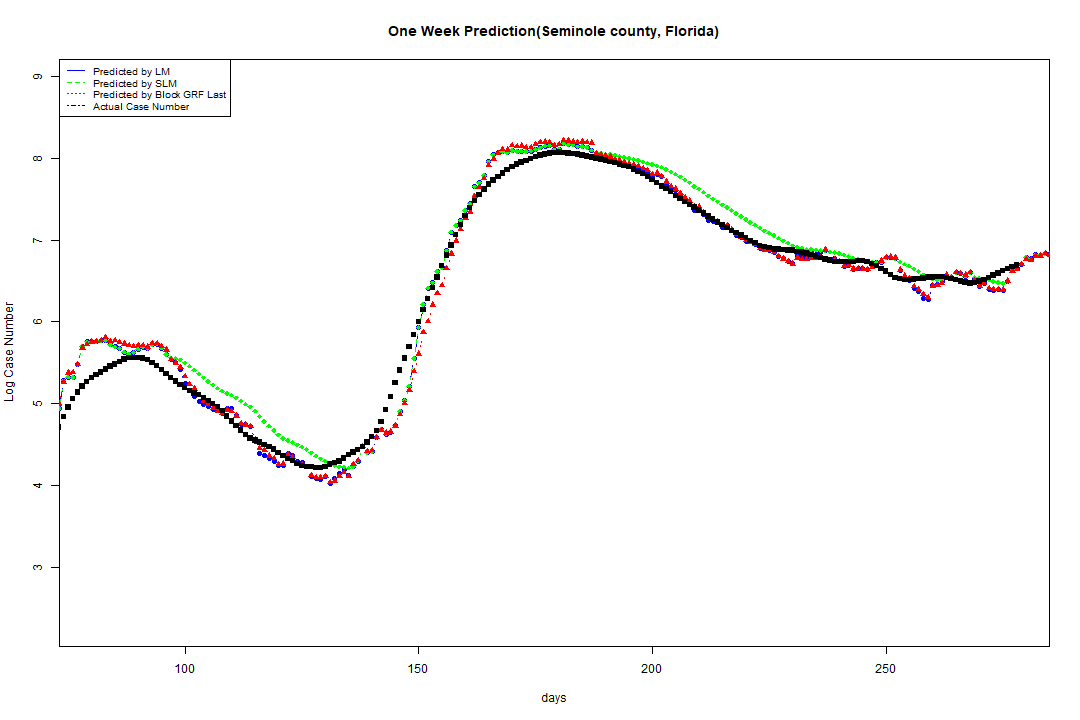 One Week Prediction(Seminole county, Florida)
Predicted by LM
Predicted by SLM
Predicted by Block GRF Last
Actual Case Number
9
8
7
6
5
4
3
Log Case Number
100
150
200
250
days